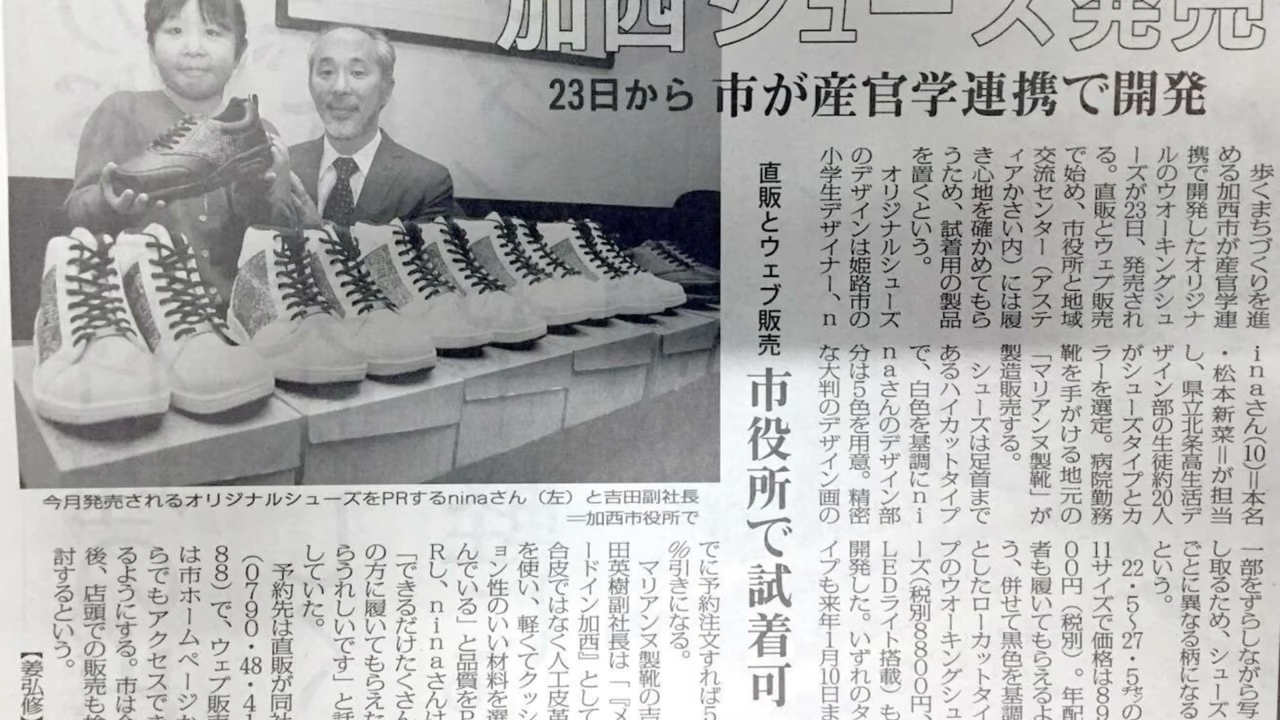 加西シューズ発売
23日から 市が産官学連携で開発
直販とウェブ販売 市役所で試着可
歩くまちづくりを進
める加西市が産官学連
携で開発したオリジナ
ルのウオーキングシュ
ーズが23日、発売され
る。直販とウェブ販売
で始め、市役所と地域
交流センター（アステ
ィアかさい内）には履
き心地を確かめてもら
うため、試着用の製品
を置くという。
オリジナルシューズ
のデザインは姫路市の
小学生デザイナー、n
inaさん(10)＝本名
・松本新菜＝が担当
し、県立北条高生活デ
ザイン部の生徒約20人
がシューズタイプとカ
ラーを選定。病院勤務
靴を手がける地元の
「マリアンヌ製靴」が
製造販売する。
シューズは足首まで
あるハイカットタイプ
で、白色を基調にni
naさんのデザイン部
分は5色を用意。精密
な大判のデザイン画の
一部をずらしながら写
し取るため、シューズ
ごとに異なる柄になる
という。
22・5〜27・5㌢の
11サイズで価格は89
00円（税別）。年配
者も履いてもらえるよ
う、併せて黒色を基調
としたローカットタイ
プのウオーキングシュ
ーズ(税別8800円、
LEDライト搭載）も
開発した。いずれのタ
イプも来年1月10日ま
でに予約注文すれば5
％引きになる。
マリアンヌ製靴の吉
田英樹副社長は「『メ
ードイン加西』として
合皮ではなく人工皮革
を使い、軽くてクッシ
ョン性のいい材料を選
んでいる」と品質をP
Rし、ninaさんは
「できるだけたくさん
の方に履いてもらえた
らうれしいです」と話
していた。
予約先は直販が同社
（0790・48・41
88）で、ウェブ販売
は市ホームページか
らでもアクセスでき
るようにする。市は今
後、店頭での販売も検
討するという。
【姜弘修】
今月発売されるオリジナルシューズをPRするninaさん（左）と吉田副社長
＝加西市役所で